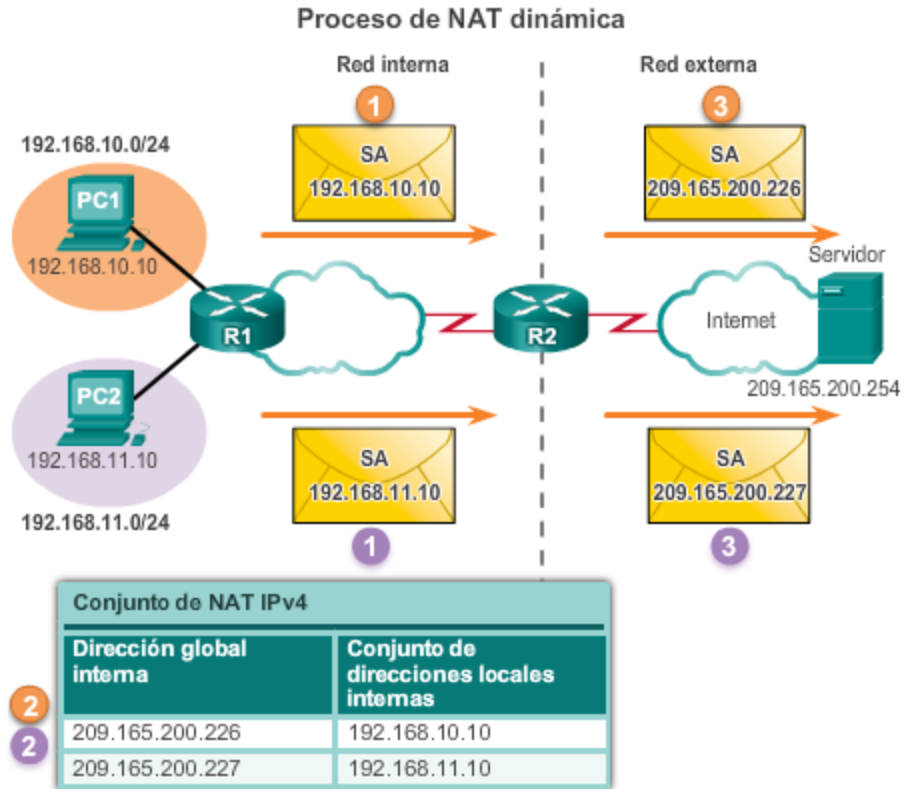 Proceso de NAT dinámica
Red interna
Red externa
1
3
192.168.10.0/24
SA
192.168.10.10
SA
209.165.200.226
PC1
192.168.10.10
Servidor
R1
R2
Internet
PC2
209.165.200.254
192.168.11.10
SA
192.168.11.10
SA
209.165.200.227
192.168.11.0/24
1
3
Conjunto de NAT IPv4
Dirección global
interna
Conjunto de
direcciones locales
internas
2
209.165.200.226
192.168.10.10
2
209.165.200.227
192.168.11.10